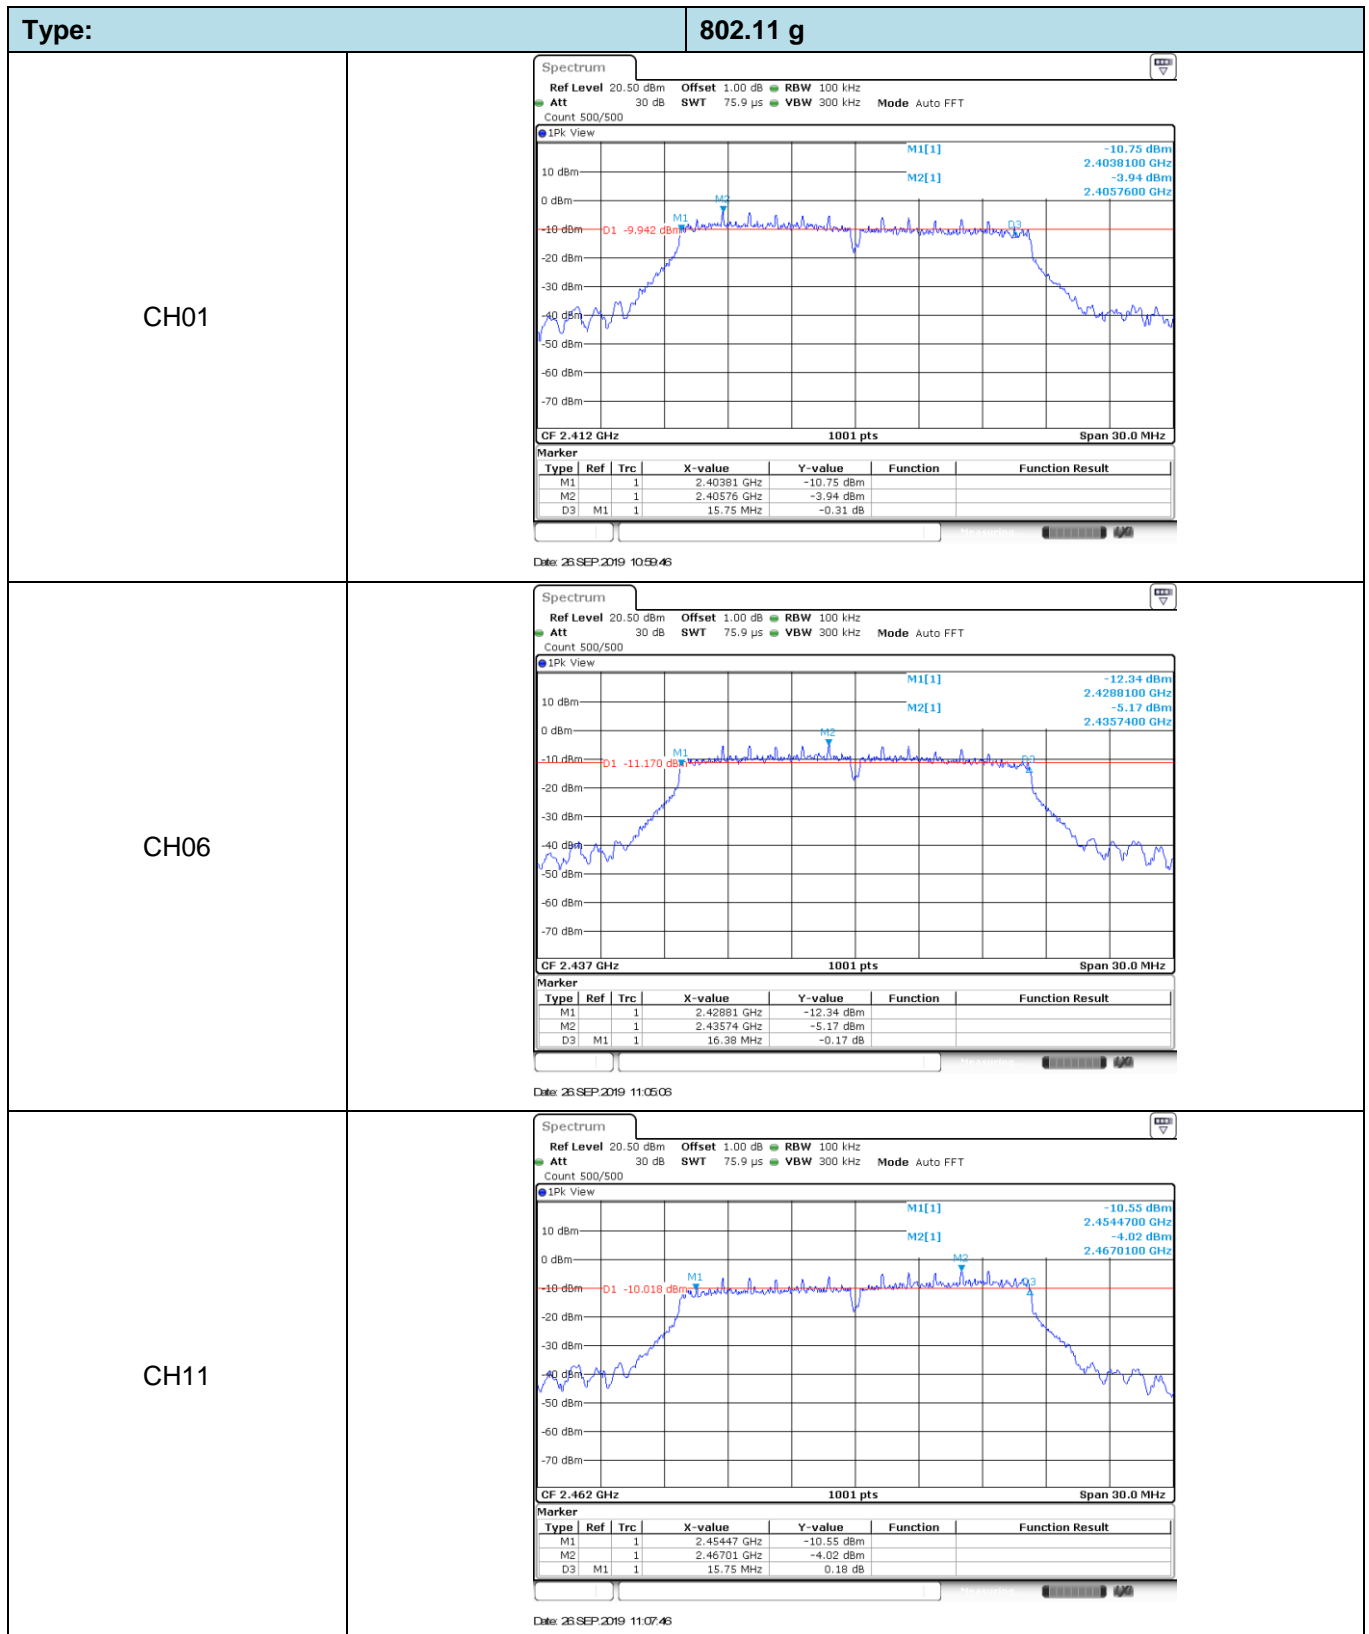 Type: 802.11 g
CH01
Spectrum
Ref Level 20.50 dBm Offset 1.00 dB RBW 100 kHz
Att 30 dB SWT 75.9 µs VBW 300 kHz Mode Auto FFT
Count 500/500
1Pk View
M1[1] -10.75 dBm
2.4038100 GHz
10 dBm
M2[1] -3.94 dBm
2.4057600 GHz
0 dBm
M2
M1
D3
-10 dBm
D1 -9.942 dBm
-20 dBm
-30 dBm
-40 dBm
-50 dBm
-60 dBm
-70 dBm
CF 2.412 GHz 1001 pts Span 30.0 MHz
Marker
Type Ref Trc X-value Y-value Function Function Result
M1 1 2.40381 GHz -10.75 dBm
M2 1 2.40576 GHz -3.94 dBm
D3 M1 1 15.75 MHz -0.31 dB
Date: 26.SEP.2019 10:59:46
CH06
Spectrum
Ref Level 20.50 dBm Offset 1.00 dB RBW 100 kHz
Att 30 dB SWT 75.9 µs VBW 300 kHz Mode Auto FFT
Count 500/500
1Pk View
M1[1] -12.34 dBm
2.4288100 GHz
10 dBm
M2[1] -5.17 dBm
2.4357400 GHz
0 dBm
M2
M1
D3
-10 dBm
D1 -11.170 dBm
-20 dBm
-30 dBm
-40 dBm
-50 dBm
-60 dBm
-70 dBm
CF 2.437 GHz 1001 pts Span 30.0 MHz
Marker
Type Ref Trc X-value Y-value Function Function Result
M1 1 2.42881 GHz -12.34 dBm
M2 1 2.43574 GHz -5.17 dBm
D3 M1 1 16.38 MHz -0.17 dB
Date: 26.SEP.2019 11:05:06
CH11
Spectrum
Ref Level 20.50 dBm Offset 1.00 dB RBW 100 kHz
Att 30 dB SWT 75.9 µs VBW 300 kHz Mode Auto FFT
Count 500/500
1Pk View
M1[1] -10.55 dBm
2.4544700 GHz
10 dBm
M2[1] -4.02 dBm
2.4670100 GHz
0 dBm
M2
M1
D3
-10 dBm
D1 -10.018 dBm
-20 dBm
-30 dBm
-40 dBm
-50 dBm
-60 dBm
-70 dBm
CF 2.462 GHz 1001 pts Span 30.0 MHz
Marker
Type Ref Trc X-value Y-value Function Function Result
M1 1 2.45447 GHz -10.55 dBm
M2 1 2.46701 GHz -4.02 dBm
D3 M1 1 15.75 MHz 0.18 dB
Date: 26.SEP.2019 11:07:46